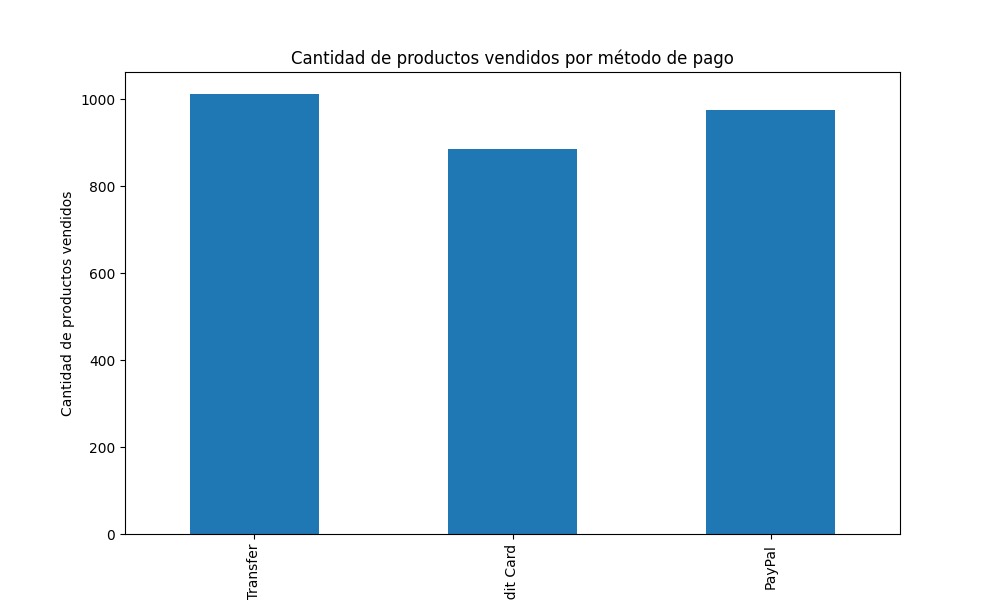 Cantidad de productos vendidos por método de pago
Cantidad de productos vendidos
1000
800
600
400
200
0
Transfer
dit Card
PayPal